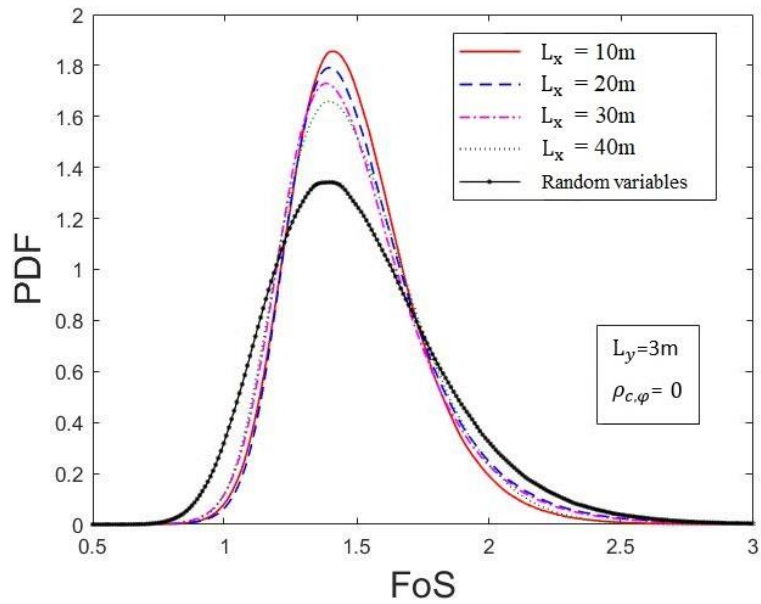 2
1.8
1.6
1.4
1.2
1
0.8
0.6
0.4
0.2
0
PDF
Lₓ = 10m
Lₓ = 20m
Lₓ = 30m
Lₓ = 40m
Random variables
L𝑦=3m
ρ𝑐,𝜑= 0
0.5 1 1.5 2 2.5 3
FoS